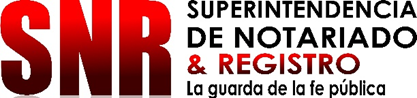 SNR
SUPERINTENDENCIA
DE NOTARIADO
& REGISTRO
La guarda de la fe pública